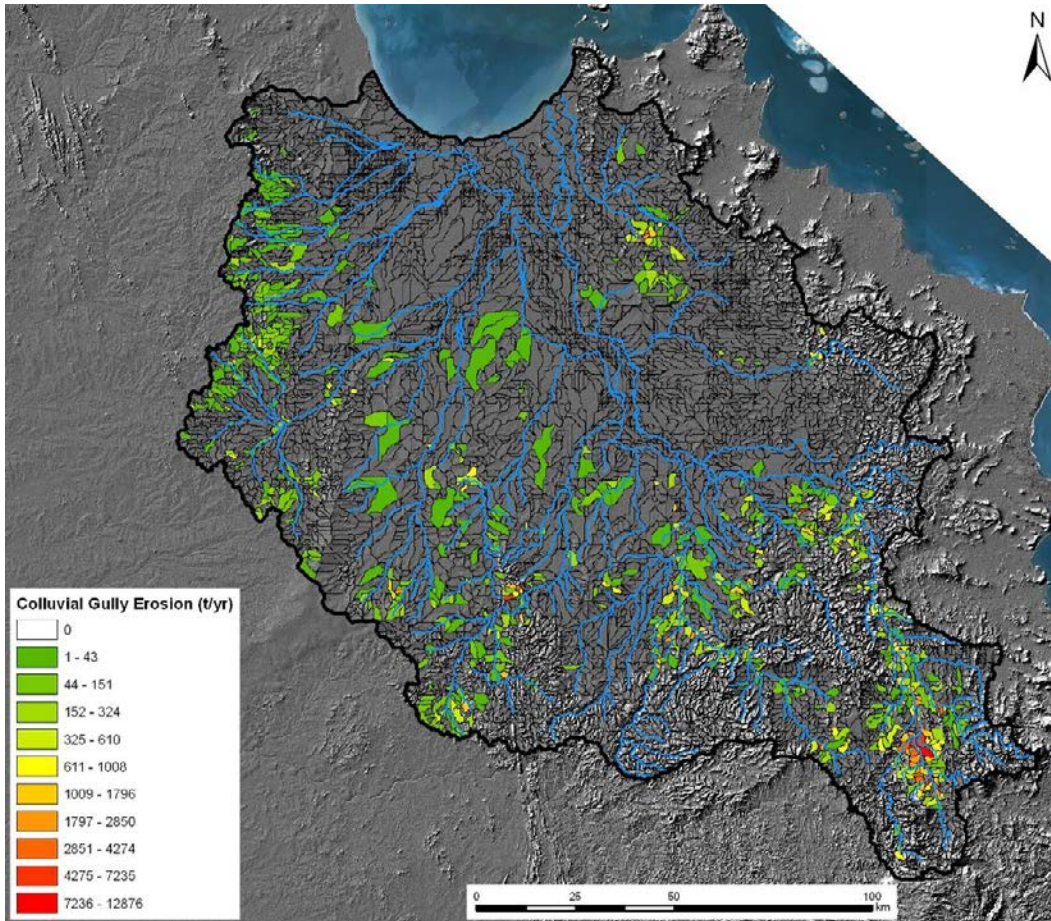 N
Colluvial Gully Erosion (t/yr)
0
1 - 43
44 - 151
152 - 324
325 - 610
611 - 1008
1009 - 1796
1797 - 2850
2851 - 4274
4275 - 7235
7236 - 12876
0 25 50 100
km